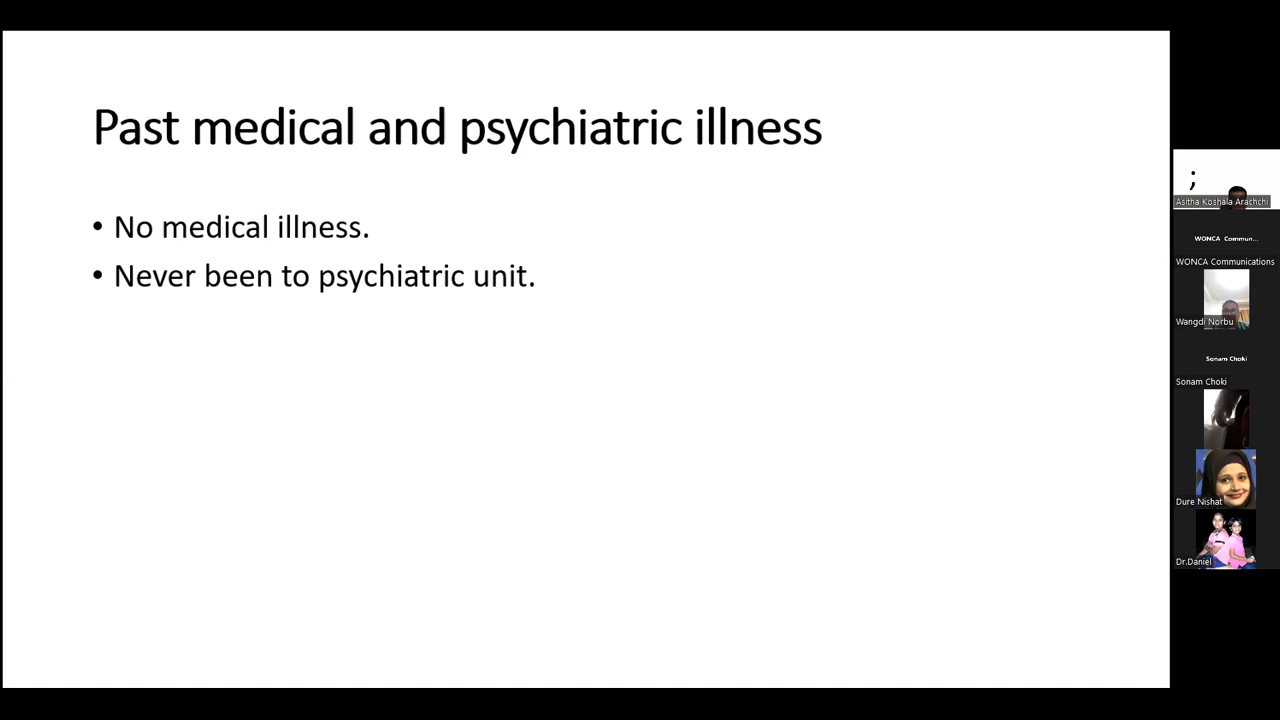 Past medical and psychiatric illness
• No medical illness.
• Never been to psychiatric unit.
;
Asitha Koshala Arachchi
WONCA Commun...
WONCA Communications
Wangdi Norbu
Sonam Choki
Sonam Choki
Dure Nishat
Dr.Daniel